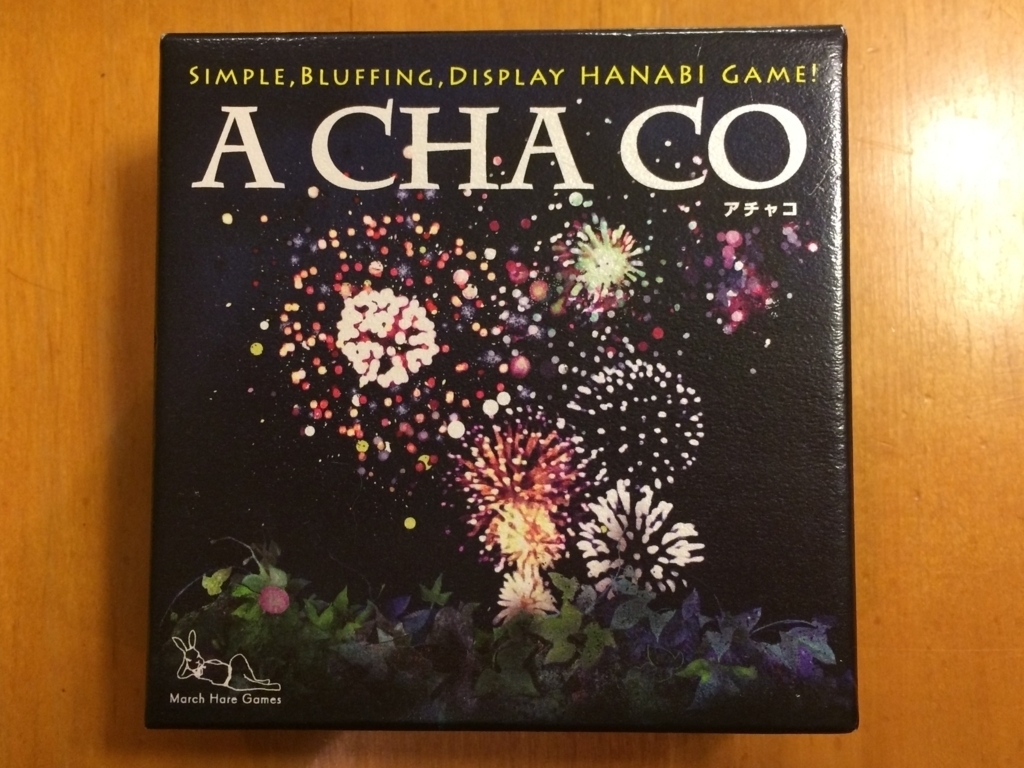 SIMPLE, BLUFFING, DISPLAY HANABI GAME!
A CHA CO
アチャコ
March Hare Games